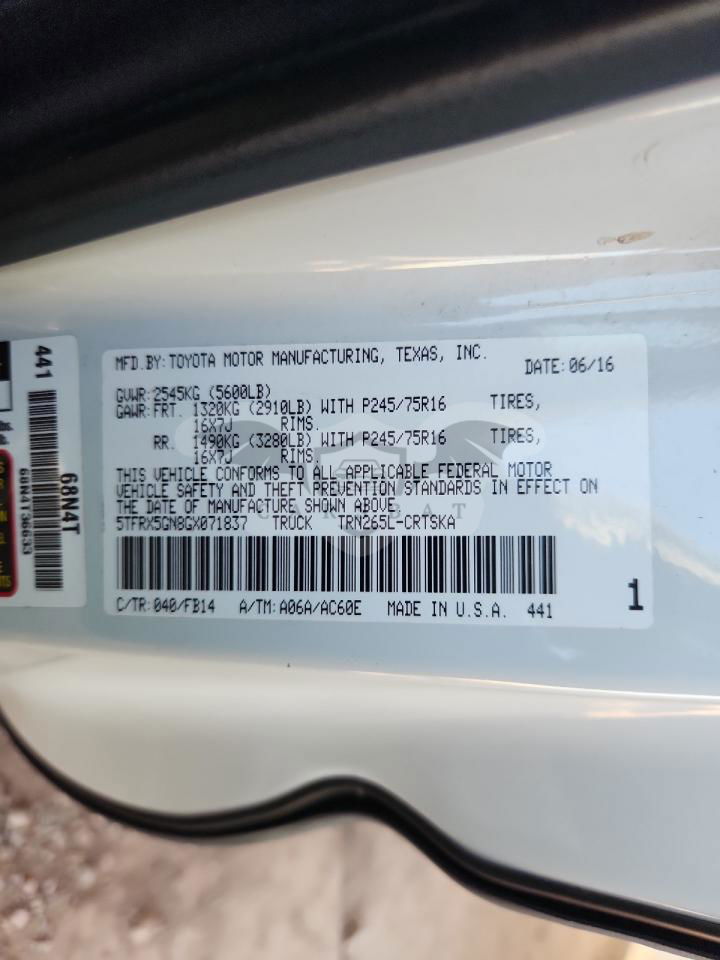 MFD.BY:TOYOTA MOTOR MANUFACTURING, TEXAS, INC. DATE:06/16
GVWR:2545KG (5600LB)
GAWR:FRT. 1320KG (2910LB) WITH P245/75R16 TIRES,
16X7J RIMS.
RR. 1490KG (3280LB) WITH P245/75R16 TIRES,
16X7J RIMS.
THIS VEHICLE CONFORMS TO ALL APPLICABLE FEDERAL MOTOR
VEHICLE SAFETY AND THEFT PREVENTION STANDARDS IN EFFECT ON
THE DATE OF MANUFACTURE SHOWN ABOVE.
5TFRX5GN8GX071837 TRUCK TRN265L-CRTSKA
C/TR:040/FB14 A/TM:A06A/AC60E MADE IN U.S.A. 441
1
441
68N4T
68N4T36633